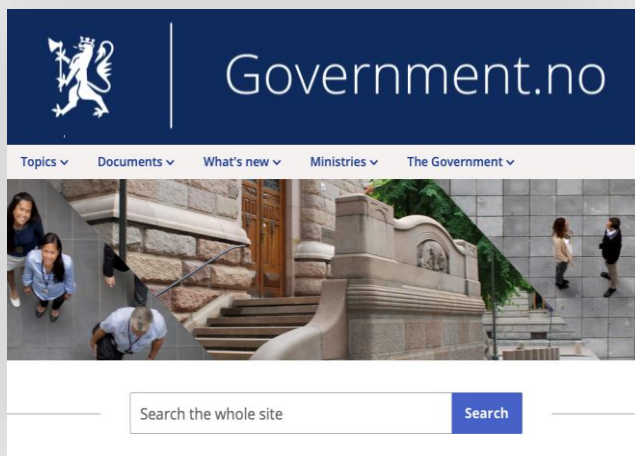 Government.no
Topics Documents What's new Ministries The Government
Search the whole site Search